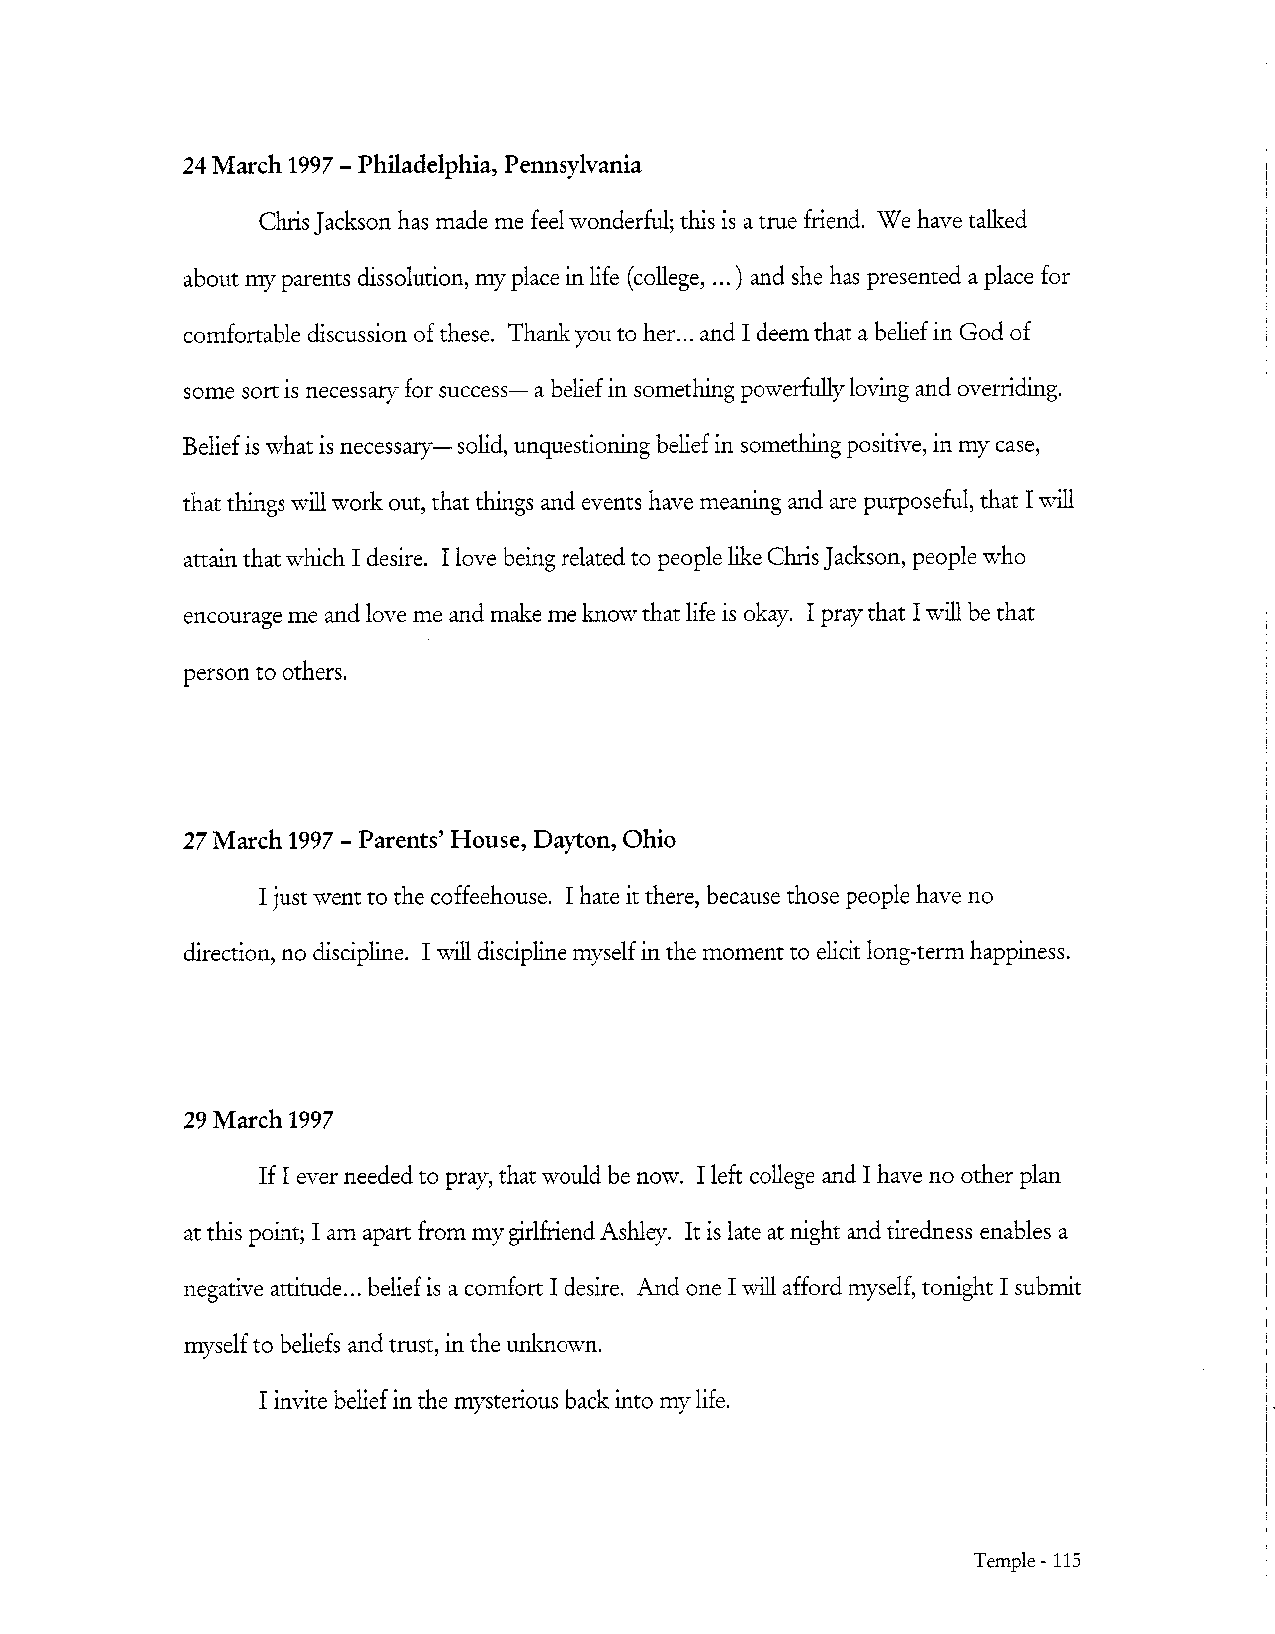 24 March 1997 – Philadelphia, Pennsylvania
Chris Jackson has made me feel wonderful; this is a true friend. We have talked
about my parents dissolution, my place in life (college, ... ) and she has presented a place for
comfortable discussion of these. Thank you to her... and I deem that a belief in God of
some sort is necessary for success— a belief in something powerfully loving and overriding.
Belief is what is necessary— solid, unquestioning belief in something positive, in my case,
that things will work out, that things and events have meaning and are purposeful, that I will
attain that which I desire. I love being related to people like Chris Jackson, people who
encourage me and love me and make me know that life is okay. I pray that I will be that
person to others.
27 March 1997 – Parents' House, Dayton, Ohio
I just went to the coffeehouse. I hate it there, because those people have no
direction, no discipline. I will discipline myself in the moment to elicit long-term happiness.
29 March 1997
If I ever needed to pray, that would be now. I left college and I have no other plan
at this point; I am apart from my girlfriend Ashley. It is late at night and tiredness enables a
negative attitude... belief is a comfort I desire. And one I will afford myself, tonight I submit
myself to beliefs and trust, in the unknown.
I invite belief in the mysterious back into my life.
Temple - 115